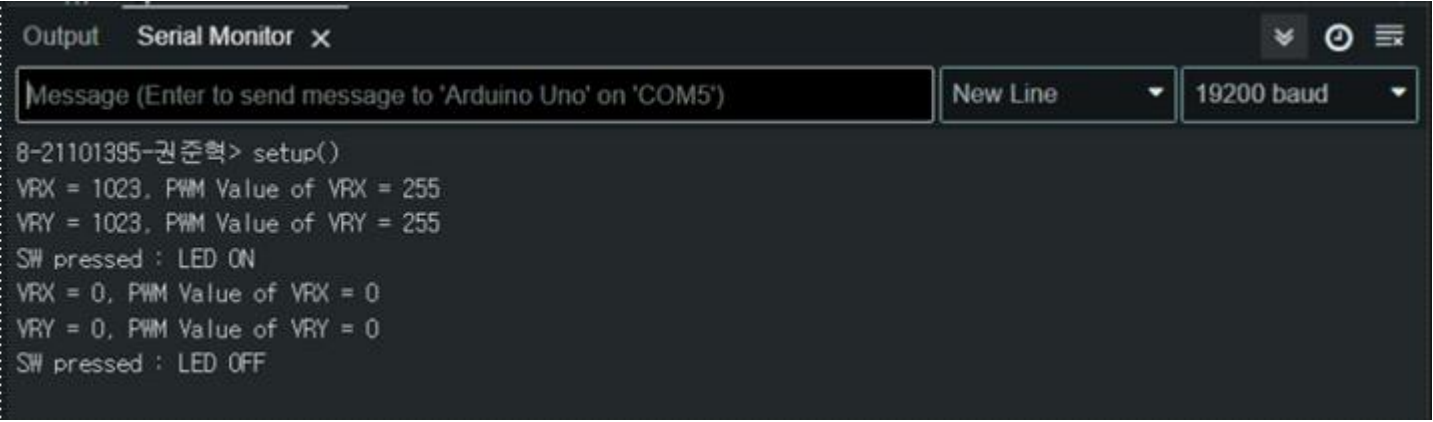 Output Serial Monitor ×
Message (Enter to send message to 'Arduino Uno' on 'COM5')
New Line
19200 baud
8-21101395-권준혁> setup()
VRX = 1023, PWM Value of VRX = 255
VRY = 1023, PWM Value of VRY = 255
SW pressed : LED ON
VRX = 0, PWM Value of VRX = 0
VRY = 0, PWM Value of VRY = 0
SW pressed : LED OFF